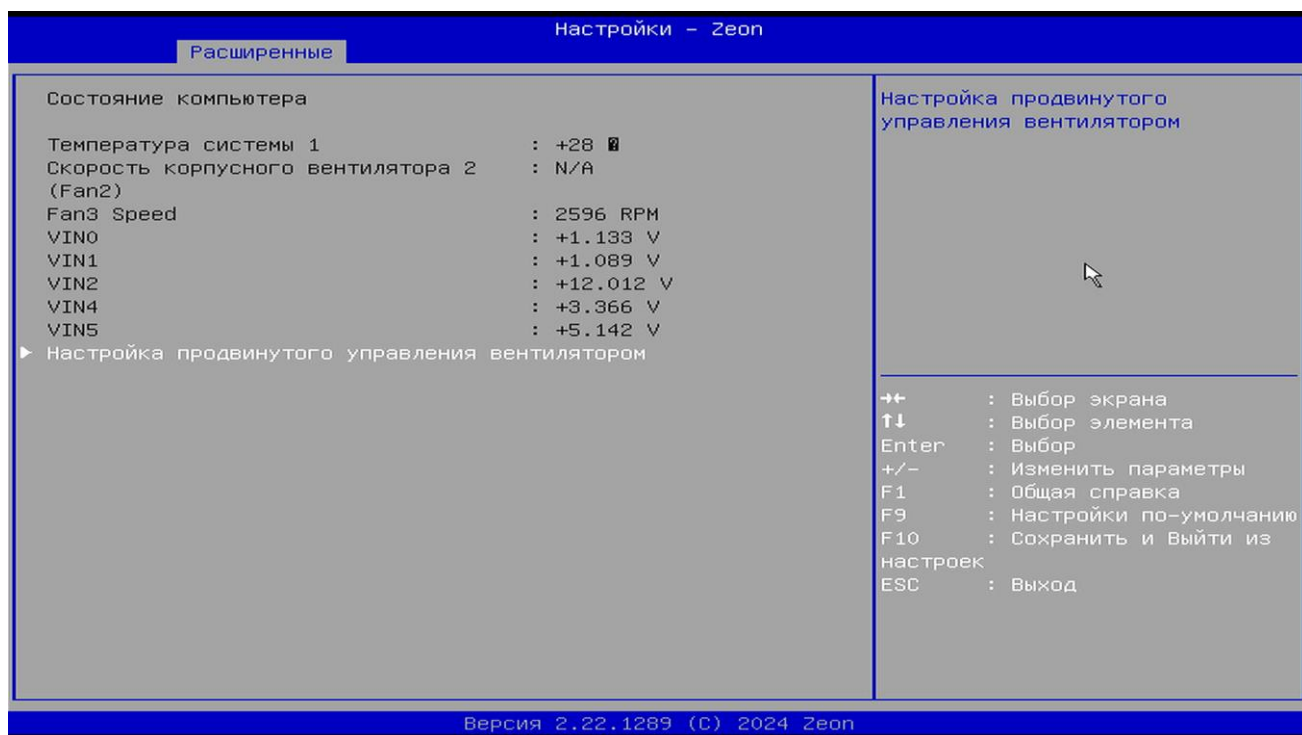 Настройки – Zeon
Расширенные
Состояние компьютера
Температура системы 1 : +28
Скорость корпусного вентилятора 2 : N/A
(Fan2)
Fan3 Speed : 2596 RPM
VIN0 : +1.133 V
VIN1 : +1.089 V
VIN2 : +12.012 V
VIN4 : +3.366 V
VIN5 : +5.142 V
Настройка продвинутого управления вентилятором
Настройка продвинутого
управления вентилятором
→← : Выбор экрана
↑↓ : Выбор элемента
Enter : Выбор
+/– : Изменить параметры
F1 : Общая справка
F9 : Настройки по–умолчанию
F10 : Сохранить и Выйти из
настроек
ESC : Выход
Версия 2.22.1289 (C) 2024 Zeon